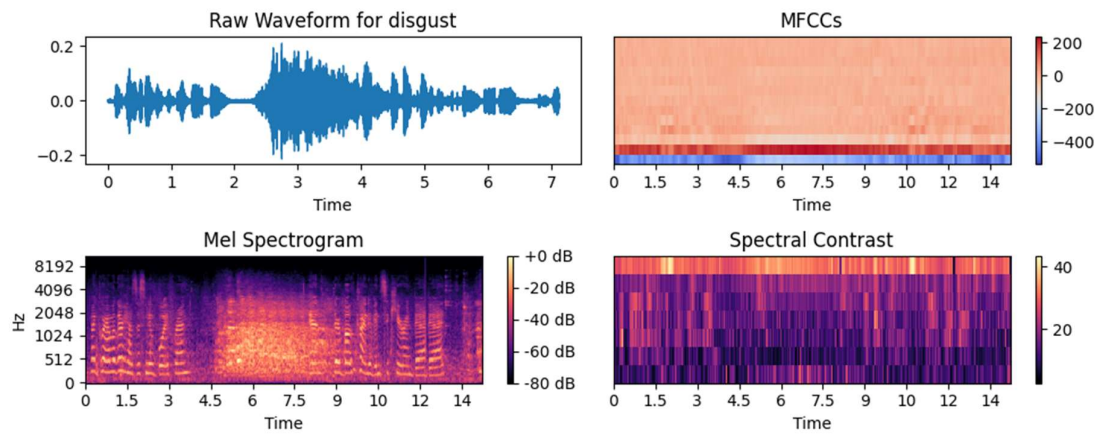 Raw Waveform for disgust
0.2
0.0
−0.2
0 1 2 3 4 5 6 7
Time
MFCCs
200
0
−200
−400
0 1.5 3 4.5 6 7.5 9 10 12 14
Time
Mel Spectrogram
Hz
8192
4096
2048
1024
512
0
0 1.5 3 4.5 6 7.5 9 10 12 14
Time
+0 dB
-20 dB
-40 dB
-60 dB
-80 dB
Spectral Contrast
0 1.5 3 4.5 6 7.5 9 10 12 14
Time
40
20